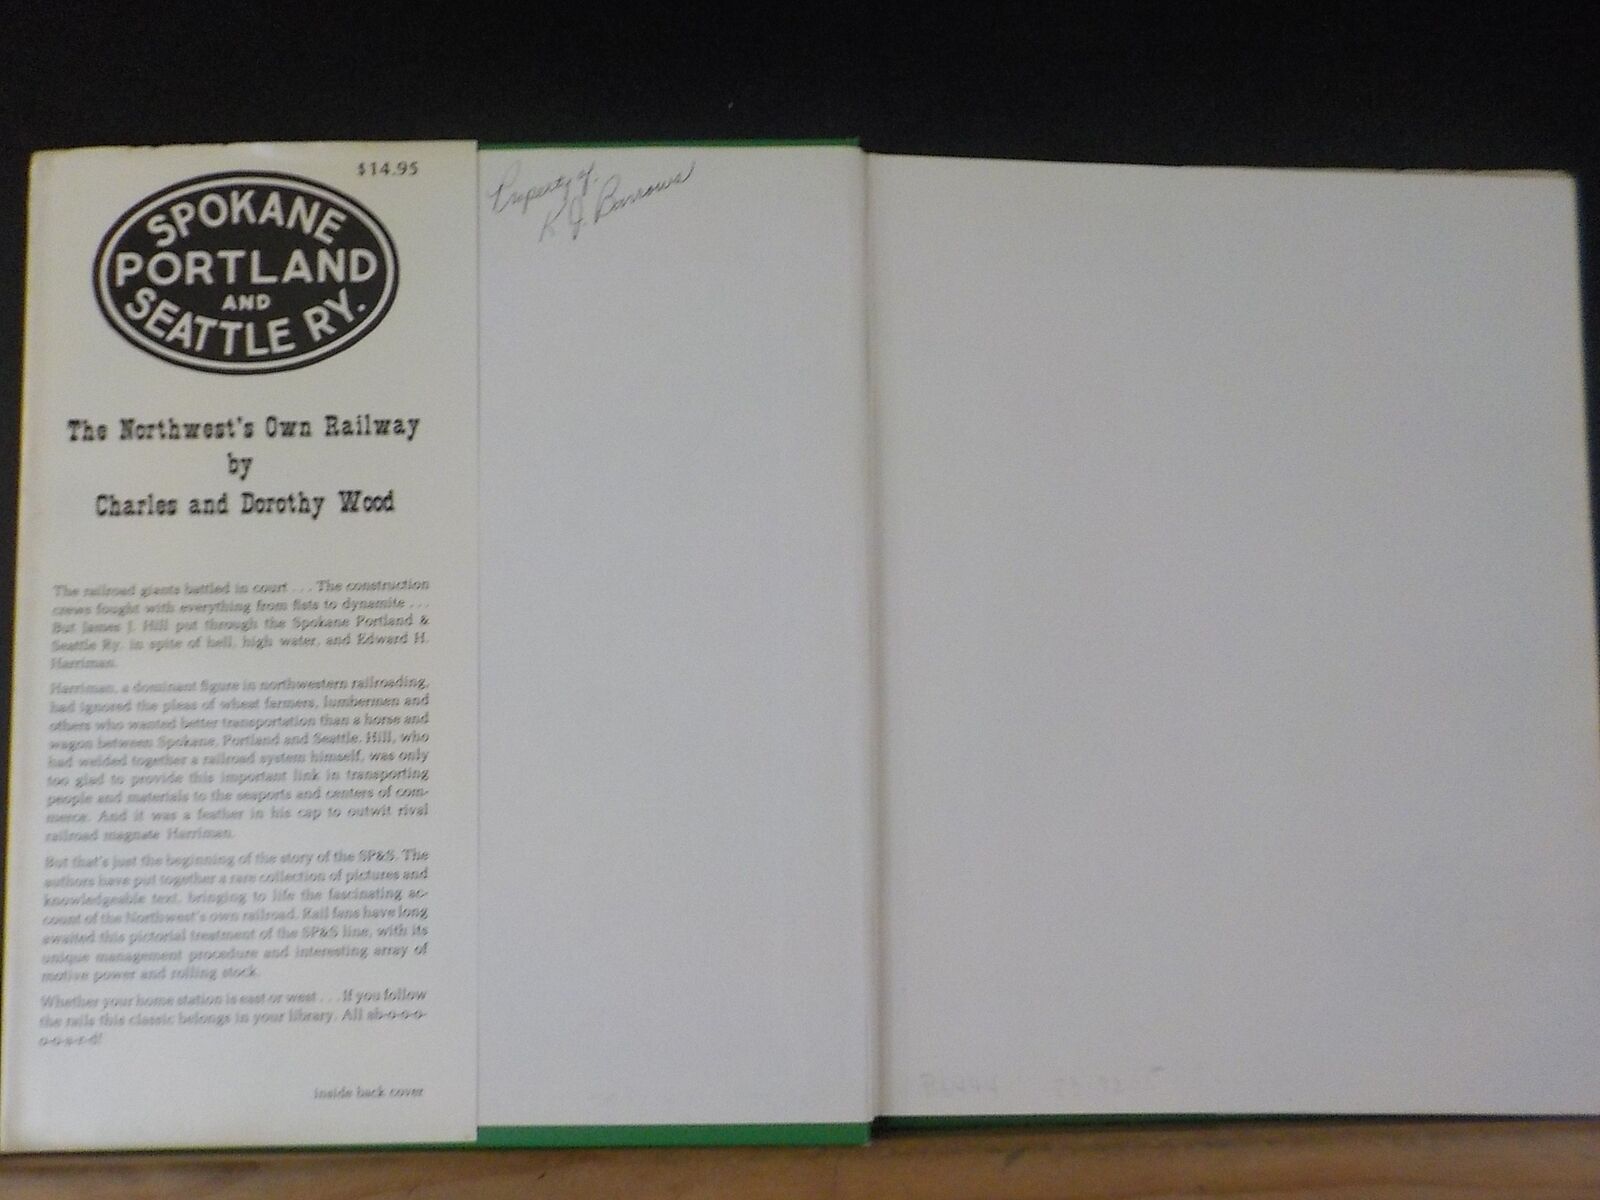 $14.95
SPOKANE
PORTLAND
AND
SEATTLE RY.
The Northwest's Own Railway
by
Charles and Dorothy Wood
The railroad giants battled in court . . . The construction
crews fought with everything from fists to dynamite . . .
But James J. Hill put through the Spokane Portland &
Seattle Ry. in spite of hell, high water, and Edward H.
Harriman.
Harriman, a dominant figure in northwestern railroading,
had ignored the pleas of wheat farmers, lumbermen and
others who wanted better transportation than a horse and
wagon between Spokane, Portland and Seattle. Hill, who
had welded together a railroad system himself, was only
too glad to provide this important link in transporting
people and materials to the seaports and centers of com-
merce. And it was a feather in his cap to outwit rival
railroad magnate Harriman.
But that's just the beginning of the story of the SP&S. The
authors have put together a rare collection of pictures and
knowledgeable text, bringing to life the fascinating ac-
count of the Northwest's own railroad. Rail fans have long
awaited this pictorial treatment of the SP&S line, with its
unique management procedure and interesting array of
motive power and rolling stock.
Whether your home station is east or west . . . If you follow
the rails this classic belongs in your library. All ab-o-o-o-
o-o-a-r-d!
inside back cover
Property of
K J Barrows